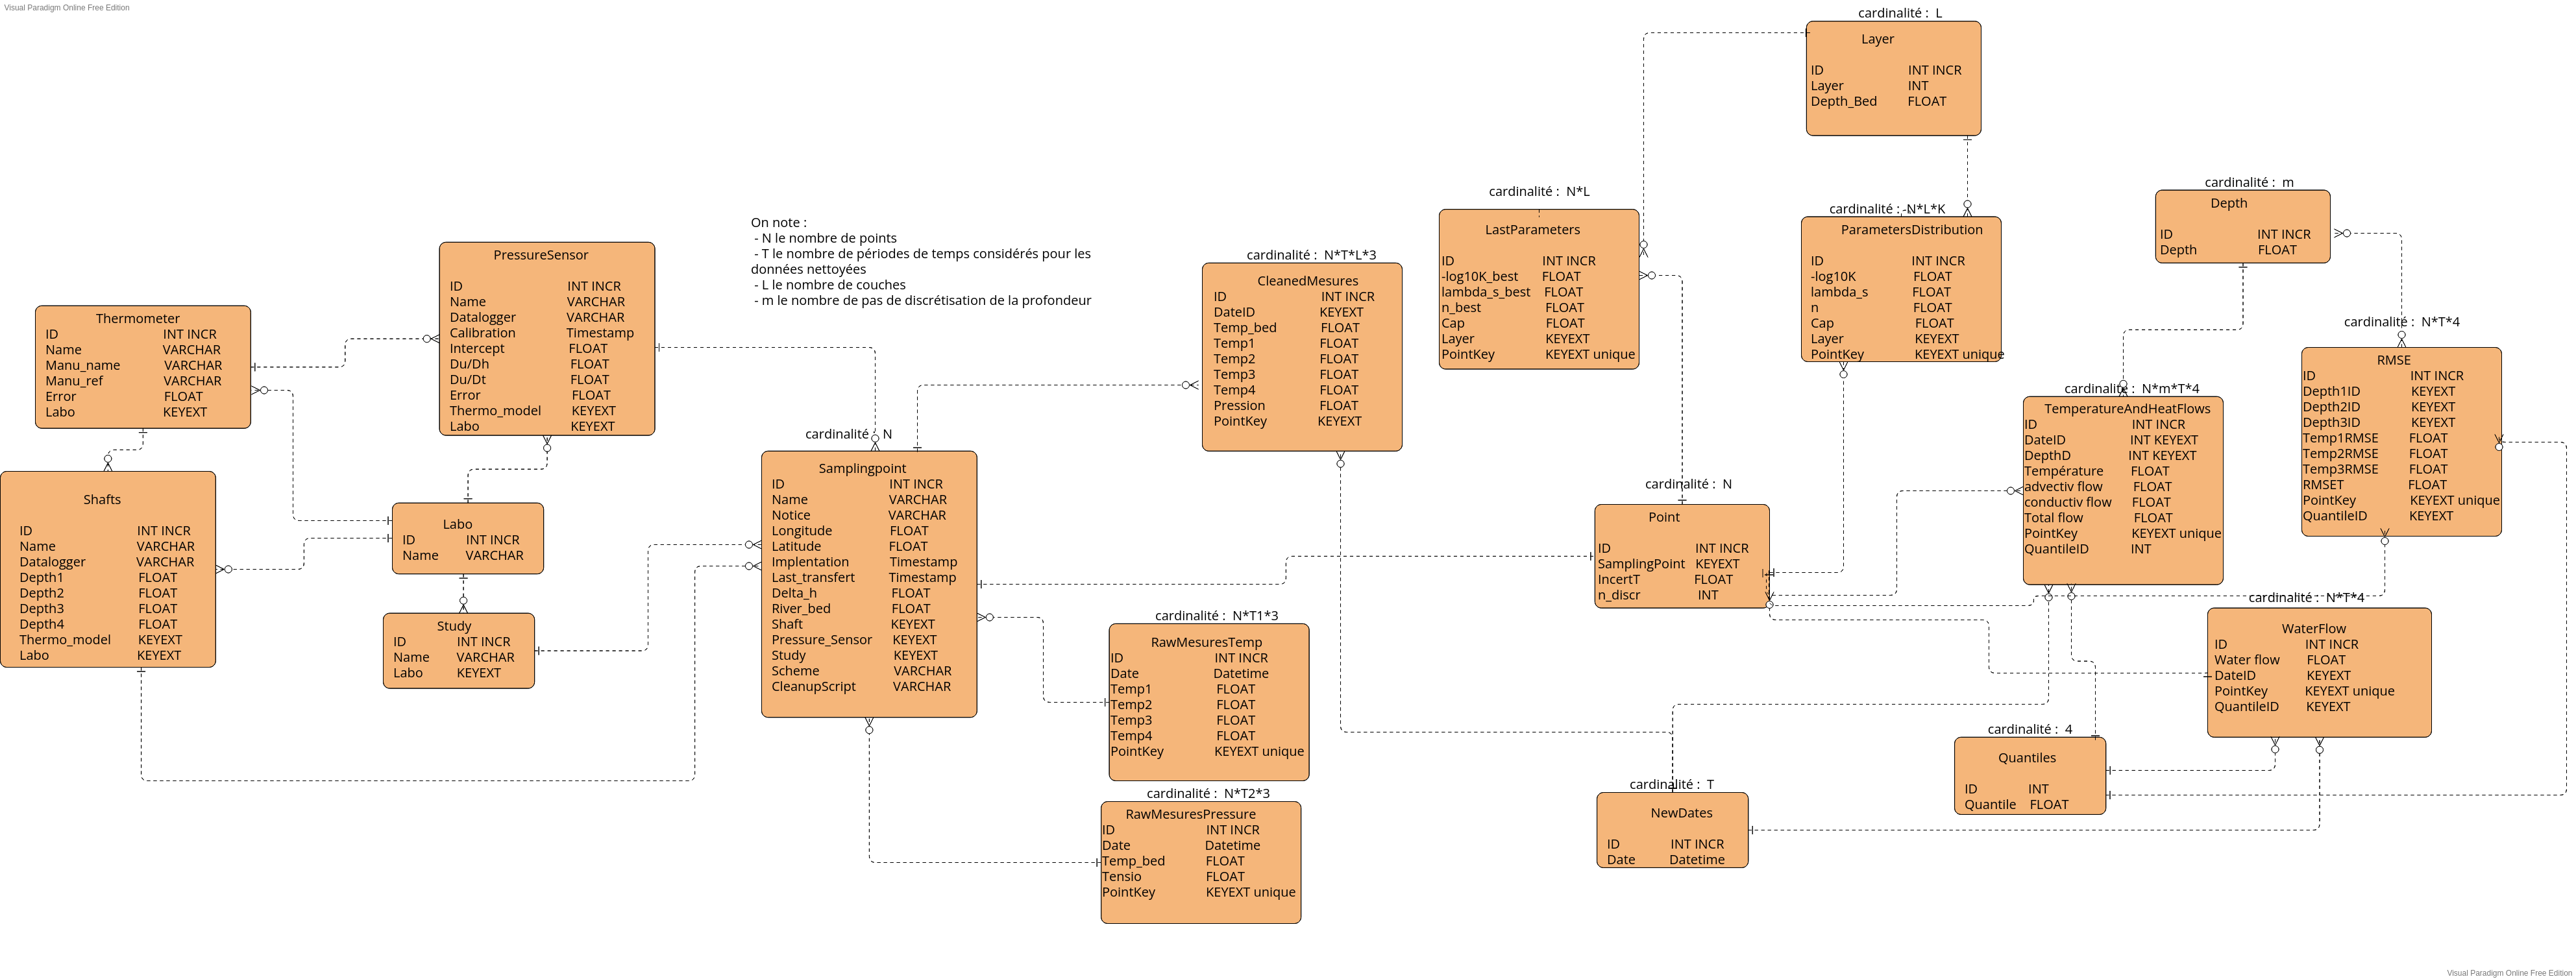 Visual Paradigm Online Free Edition
cardinalité : L
Layer
ID INT INCR
Layer INT
Depth_Bed FLOAT
cardinalité : N*L
LastParameters
ID INT INCR
-log10K_best FLOAT
lambda_s_best FLOAT
n_best FLOAT
Cap FLOAT
Layer KEYEXT
PointKey KEYEXT unique
cardinalité : N*L*K
ParametersDistribution
ID INT INCR
-log10K FLOAT
lambda_s FLOAT
n FLOAT
Cap FLOAT
Layer KEYEXT
PointKey KEYEXT unique
cardinalité : m
Depth
ID INT INCR
Depth FLOAT
On note :
- N le nombre de points
- T le nombre de périodes de temps considérés pour les
données nettoyées
- L le nombre de couches
- m le nombre de pas de discrétisation de la profondeur
PressureSensor
ID INT INCR
Name VARCHAR
Datalogger VARCHAR
Calibration Timestamp
Intercept FLOAT
Du/Dh FLOAT
Du/Dt FLOAT
Error FLOAT
Thermo_model KEYEXT
Labo KEYEXT
cardinalité : N*T*L*3
CleanedMesures
ID INT INCR
DateID KEYEXT
Temp_bed FLOAT
Temp1 FLOAT
Temp2 FLOAT
Temp3 FLOAT
Temp4 FLOAT
Pression FLOAT
PointKey KEYEXT
Thermometer
ID INT INCR
Name VARCHAR
Manu_name VARCHAR
Manu_ref VARCHAR
Error FLOAT
Labo KEYEXT
cardinalité : N*T*4
RMSE
ID INT INCR
Depth1ID KEYEXT
Depth2ID KEYEXT
Depth3ID KEYEXT
Temp1RMSE FLOAT
Temp2RMSE FLOAT
Temp3RMSE FLOAT
RMSET FLOAT
PointKey KEYEXT unique
QuantileID KEYEXT
cardinalité : N*m*T*4
TemperatureAndHeatFlows
ID INT INCR
DateID INT KEYEXT
DepthD INT KEYEXT
Température FLOAT
advectiv flow FLOAT
conductiv flow FLOAT
Total flow FLOAT
PointKey KEYEXT unique
QuantileID INT
cardinalité : N
Samplingpoint
ID INT INCR
Name VARCHAR
Notice VARCHAR
Longitude FLOAT
Latitude FLOAT
Implentation Timestamp
Last_transfert Timestamp
Delta_h FLOAT
River_bed FLOAT
Shaft KEYEXT
Pressure_Sensor KEYEXT
Study KEYEXT
Scheme VARCHAR
CleanupScript VARCHAR
Shafts
ID INT INCR
Name VARCHAR
Datalogger VARCHAR
Depth1 FLOAT
Depth2 FLOAT
Depth3 FLOAT
Depth4 FLOAT
Thermo_model KEYEXT
Labo KEYEXT
Labo
ID INT INCR
Name VARCHAR
Study
ID INT INCR
Name VARCHAR
Labo KEYEXT
cardinalité : N
Point
ID INT INCR
SamplingPoint KEYEXT
IncertT FLOAT
n_discr INT
cardinalité : N*T1*3
RawMesuresTemp
ID INT INCR
Date Datetime
Temp1 FLOAT
Temp2 FLOAT
Temp3 FLOAT
Temp4 FLOAT
PointKey KEYEXT unique
cardinalité : N*T*4
WaterFlow
ID INT INCR
Water flow FLOAT
DateID KEYEXT
PointKey KEYEXT unique
QuantileID KEYEXT
cardinalité : 4
Quantiles
ID INT
Quantile FLOAT
cardinalité : T
NewDates
ID INT INCR
Date Datetime
cardinalité : N*T2*3
RawMesuresPressure
ID INT INCR
Date Datetime
Temp_bed FLOAT
Tensio FLOAT
PointKey KEYEXT unique
Visual Paradigm Online Free Edition